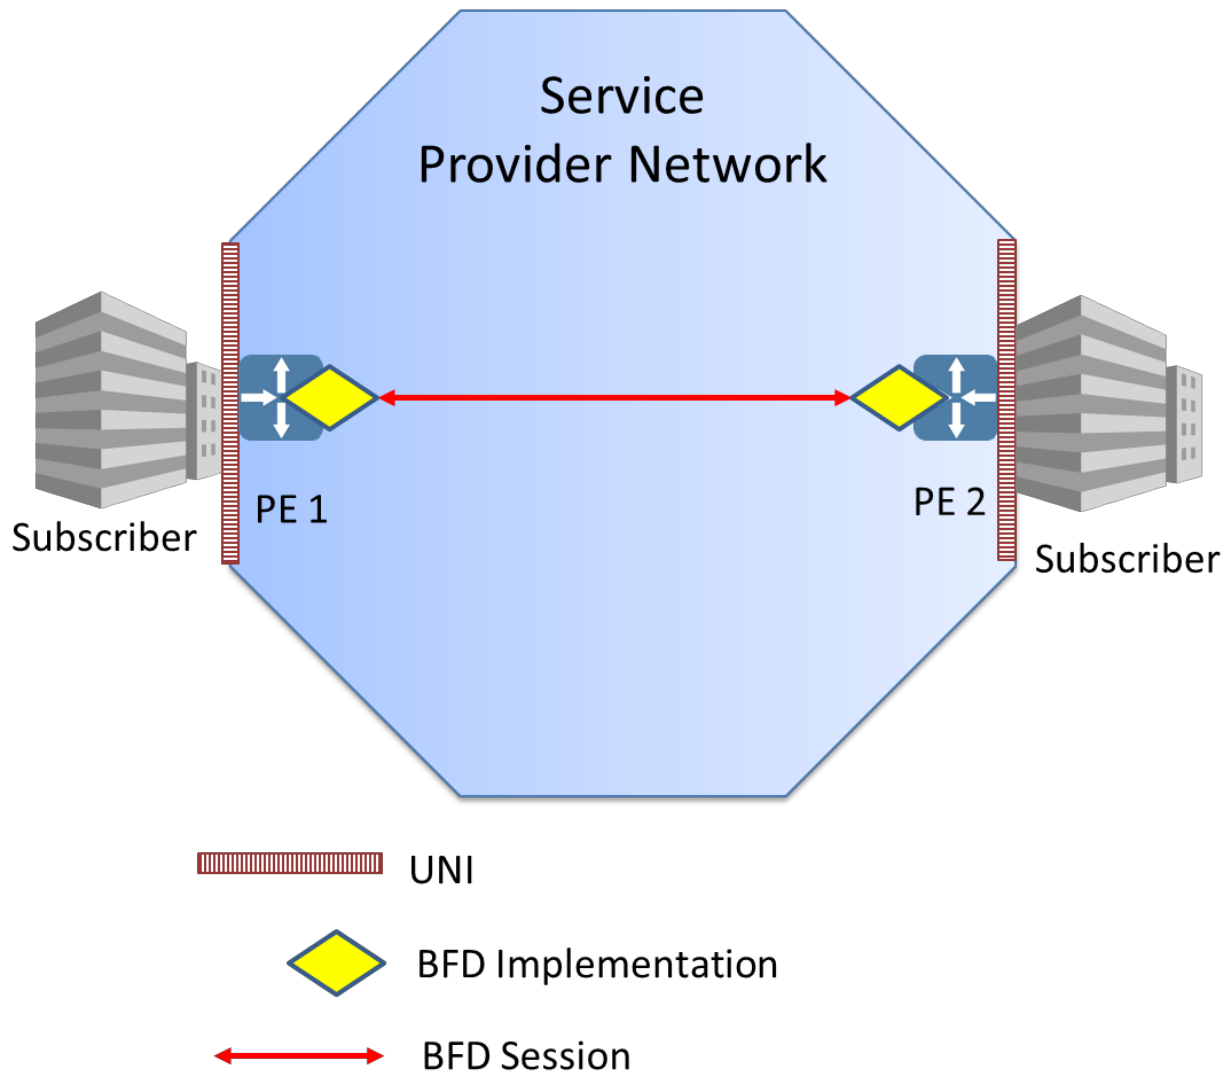 Service
Provider Network
PE 1
PE 2
Subscriber
Subscriber
UNI
BFD Implementation
BFD Session